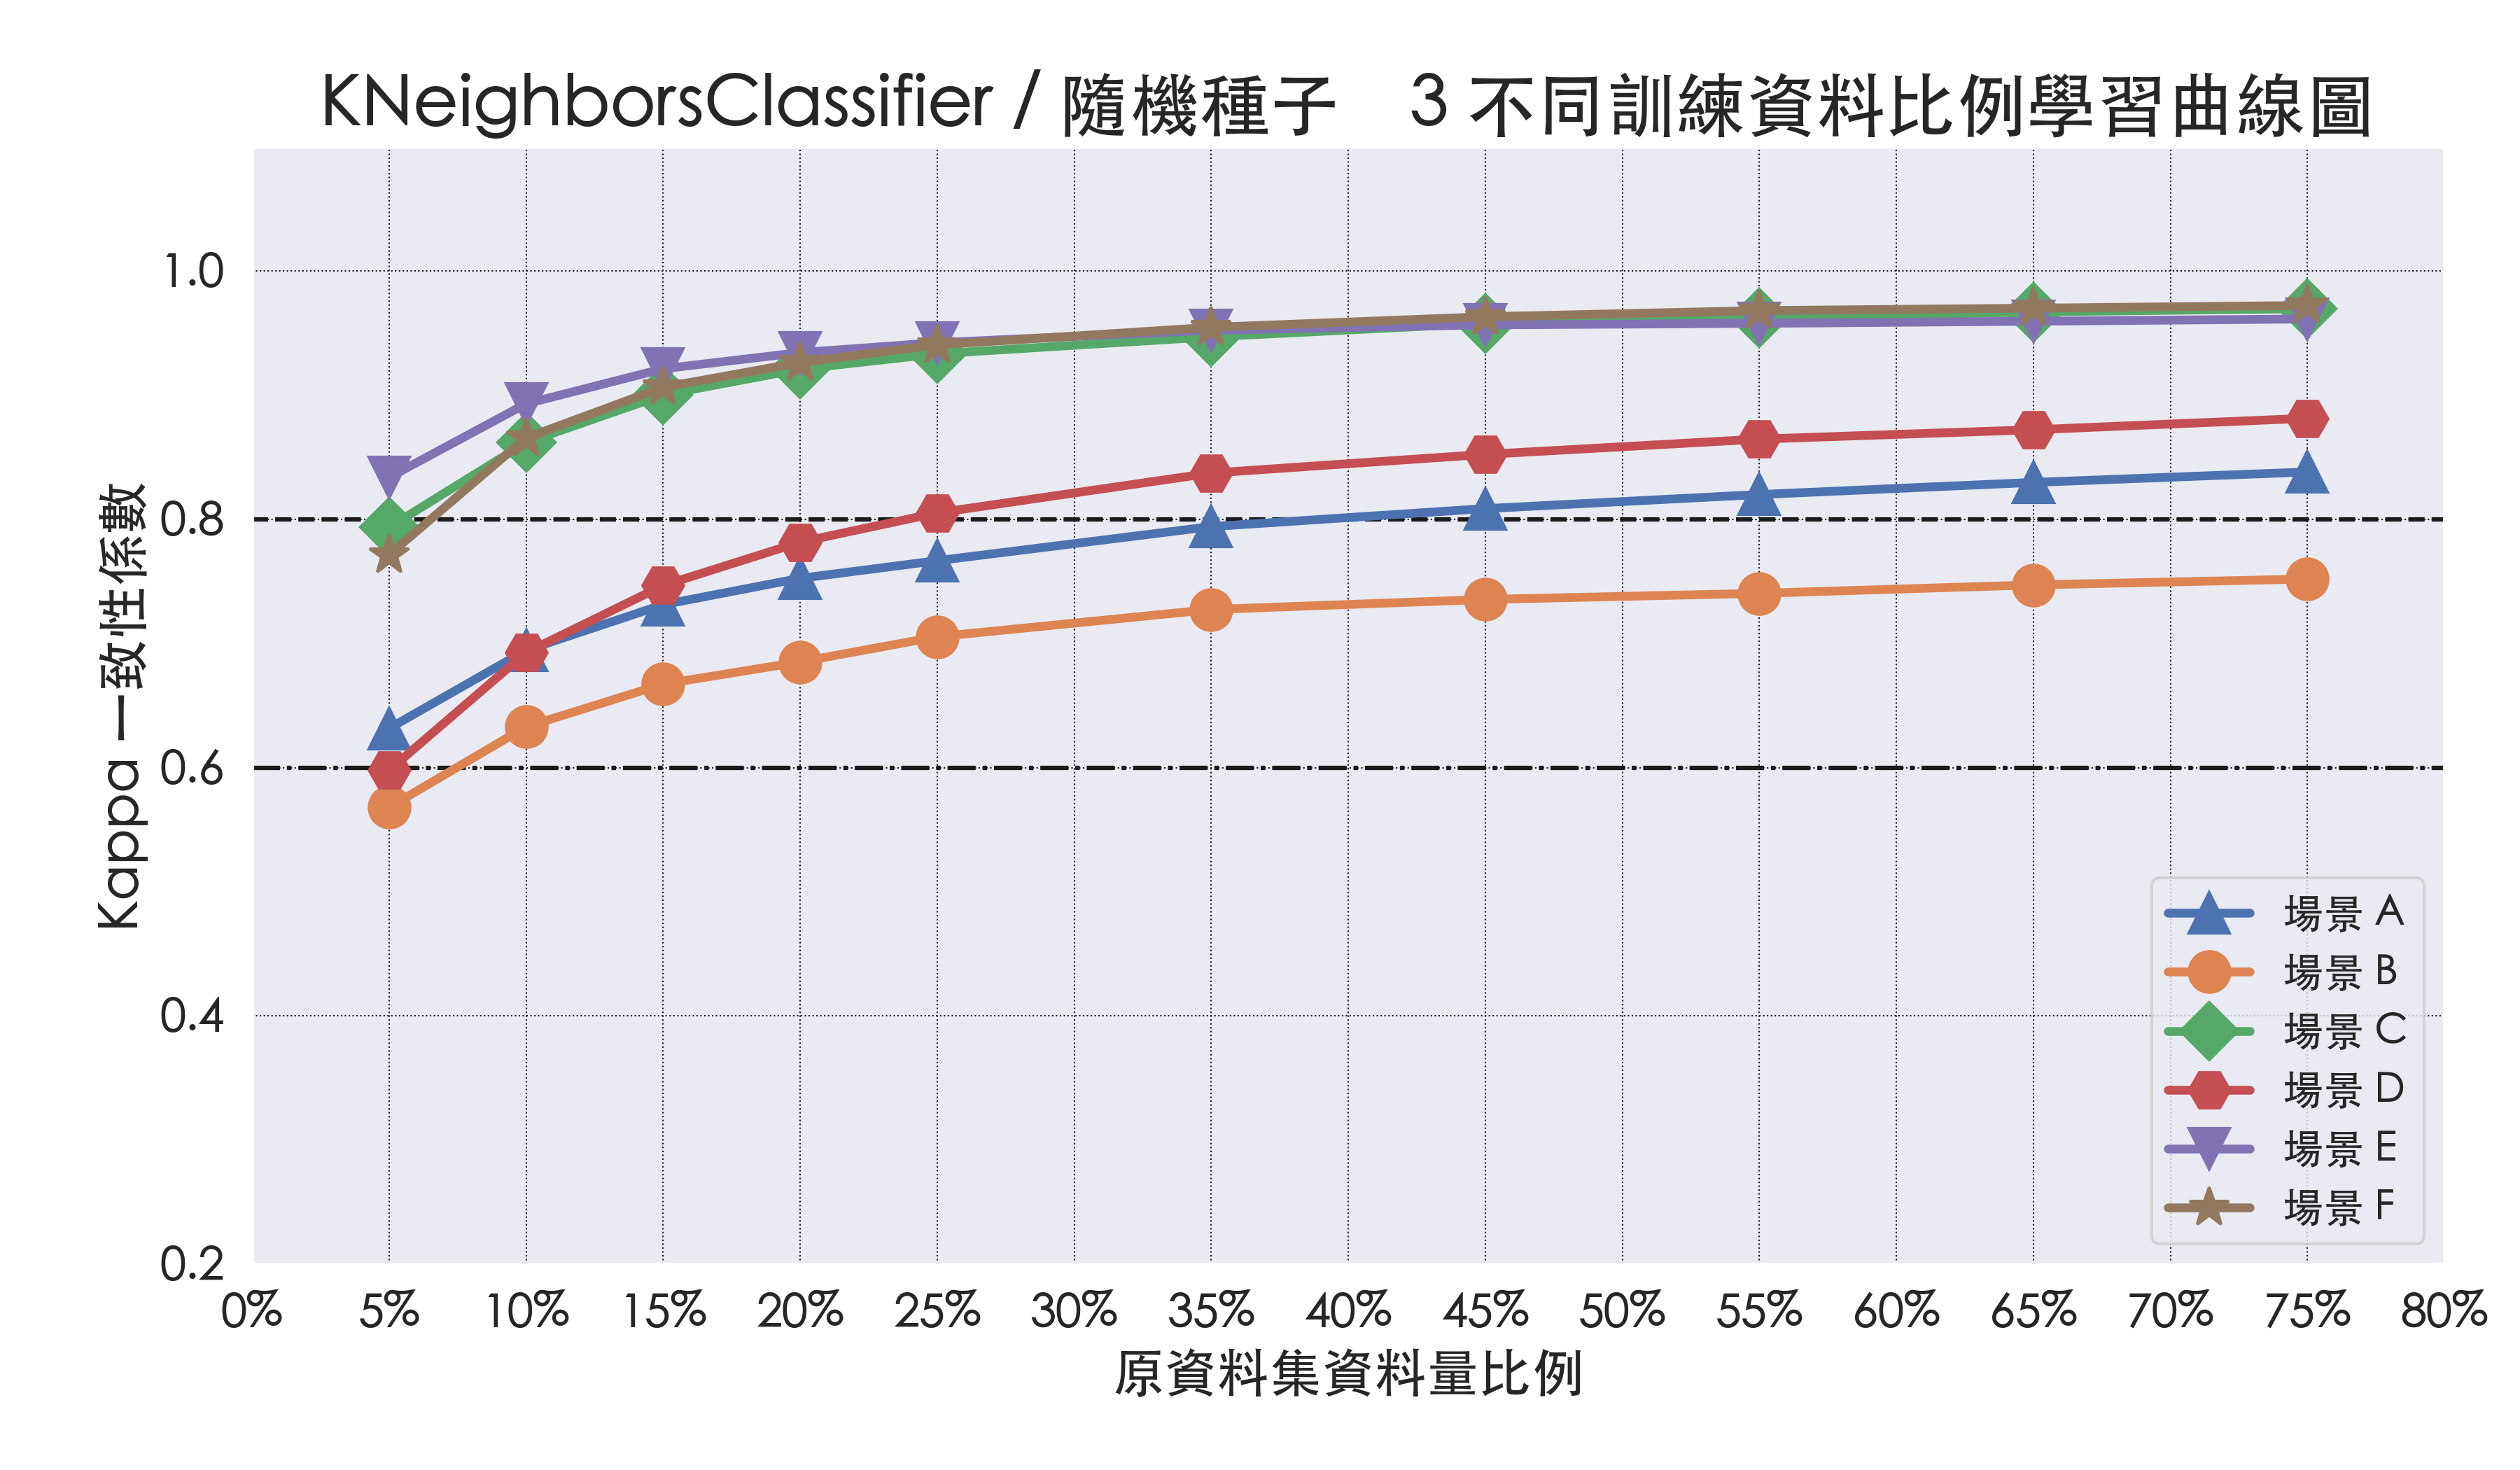 KNeighborsClassifier / 隨機種子　3 不同訓練資料比例學習曲線圖
Kappa 一致性係數
1.0
0.8
0.6
0.4
0.2
場景 A
場景 B
場景 C
場景 D
場景 E
場景 F
0% 5% 10% 15% 20% 25% 30% 35% 40% 45% 50% 55% 60% 65% 70% 75% 80%
原資料集資料量比例